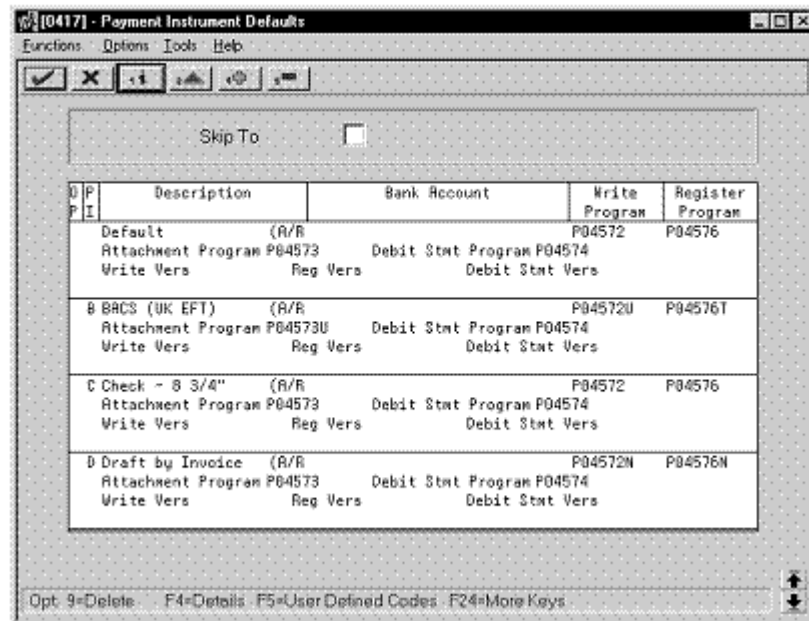 [0417] - Payment Instrument Defaults
Functions Options Tools Help
Skip To
O P Description Bank Account Write Register
P I Program Program
Default (A/R P04572 P04576
Attachment Program P04573 Debit Stmt Program P04574
Write Vers Reg Vers Debit Stmt Vers
B BACS (UK EFT) (A/R P04572U P04576T
Attachment Program P04573U Debit Stmt Program P04574
Write Vers Reg Vers Debit Stmt Vers
C Check - 8 3/4" (A/R P04572 P04576
Attachment Program P04573 Debit Stmt Program P04574
Write Vers Reg Vers Debit Stmt Vers
D Draft by Invoice (A/R P04572N P04576N
Attachment Program P04573 Debit Stmt Program P04574
Write Vers Reg Vers Debit Stmt Vers
Opt: 9=Delete F4=Details F5=User Defined Codes F24=More Keys